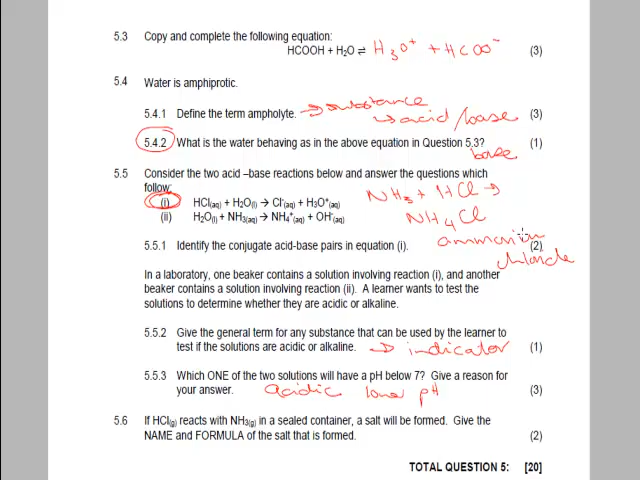 5.3 Copy and complete the following equation:
HCOOH + H2O ⇌ H3O+ + HCOO- (3)
5.4 Water is amphiprotic.
5.4.1 Define the term ampholyte. → substance (3)
→ acid / base
5.4.2 What is the water behaving as in the above equation in Question 5.3? (1)
base
5.5 Consider the two acid –base reactions below and answer the questions which
follow:
NH3 + HCl →
(i) HCl(aq) + H2O(l) → Cl-(aq) + H3O+(aq)
(ii) H2O(l) + NH3(aq) → NH4+(aq) + OH-(aq)
NH4Cl
ammonium
5.5.1 Identify the conjugate acid-base pairs in equation (i). (2)
chloride
In a laboratory, one beaker contains a solution involving reaction (i), and another
beaker contains a solution involving reaction (ii). A learner wants to test the
solutions to determine whether they are acidic or alkaline.
5.5.2 Give the general term for any substance that can be used by the learner to
test if the solutions are acidic or alkaline. → indicator (1)
5.5.3 Which ONE of the two solutions will have a pH below 7? Give a reason for
your answer. acidic lower pH (3)
5.6 If HCl(g) reacts with NH3(g) in a sealed container, a salt will be formed. Give the
NAME and FORMULA of the salt that is formed. (2)
TOTAL QUESTION 5: [20]